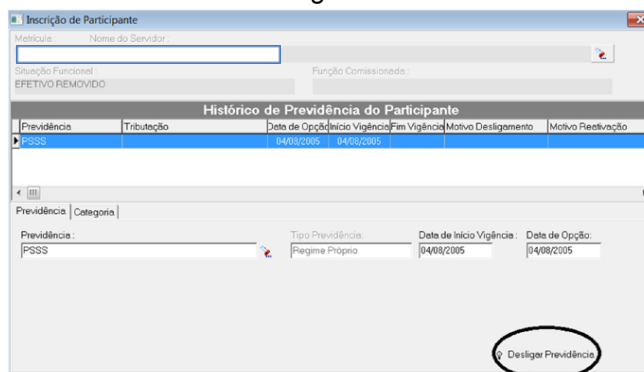 Inscrição de Participante
Matrícula : Nome do Servidor :
Situação Funcional Função Comissionada :
EFETIVO REMOVIDO
Histórico de Previdência do Participante
Previdência Tributação Data de Opção Início Vigência Fim Vigência Motivo Desligamento Motivo Reativação
PSSS 04/08/2005 04/08/2005
Previdência Categoria
Previdência : Tipo Previdência: Data de Início Vigência : Data de Opção:
PSSS Regime Próprio 04/08/2005 04/08/2005
Desligar Previdência